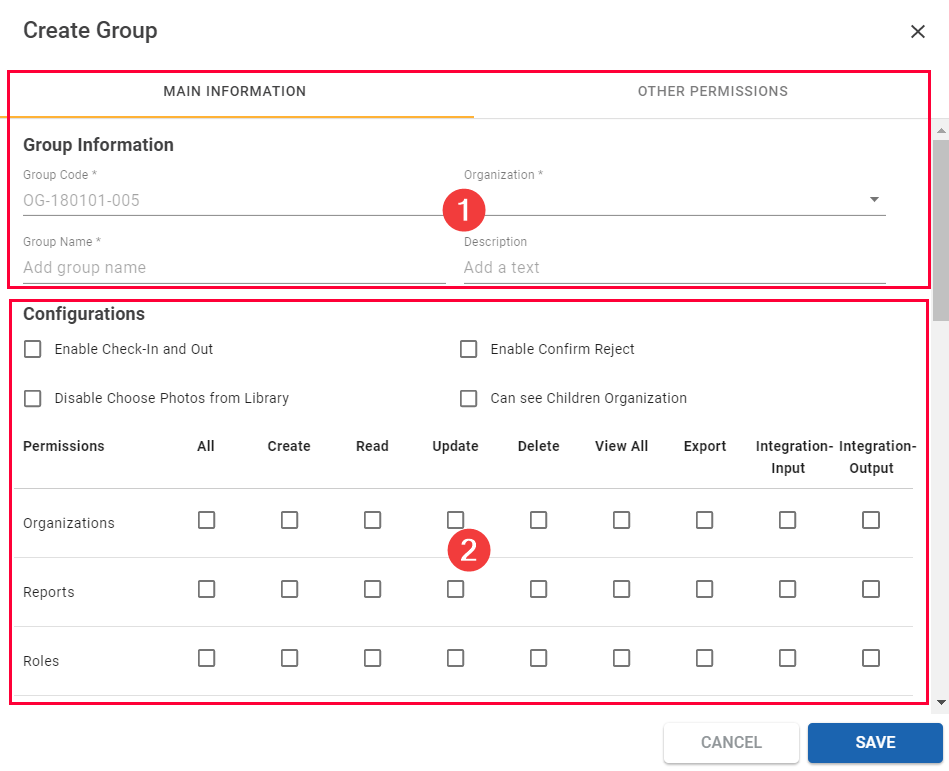 Create Group
MAIN INFORMATION OTHER PERMISSIONS
Group Information
Group Code * Organization *
OG-180101-005
1
Group Name * Description
Add group name Add a text
Configurations
Enable Check-In and Out Enable Confirm Reject
Disable Choose Photos from Library Can see Children Organization
Permissions All Create Read Update Delete View All Export Integration-Input Integration-Output
Organizations
2
Reports
Roles
CANCEL SAVE